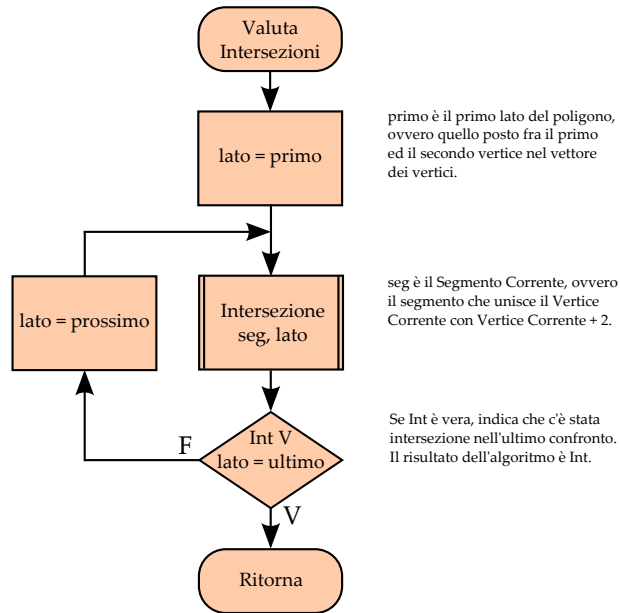 Valuta
Intersezioni
lato = primo
primo è il primo lato del poligono,
ovvero quello posto fra il primo
ed il secondo vertice nel vettore
dei vertici.
lato = prossimo
Intersezione
seg, lato
seg è il Segmento Corrente, ovvero
il segmento che unisce il Vertice
Corrente con Vertice Corrente + 2.
Int V
lato = ultimo
F
V
Se Int è vera, indica che c'è stata
intersezione nell'ultimo confronto.
Il risultato dell'algoritmo è Int.
Ritorna